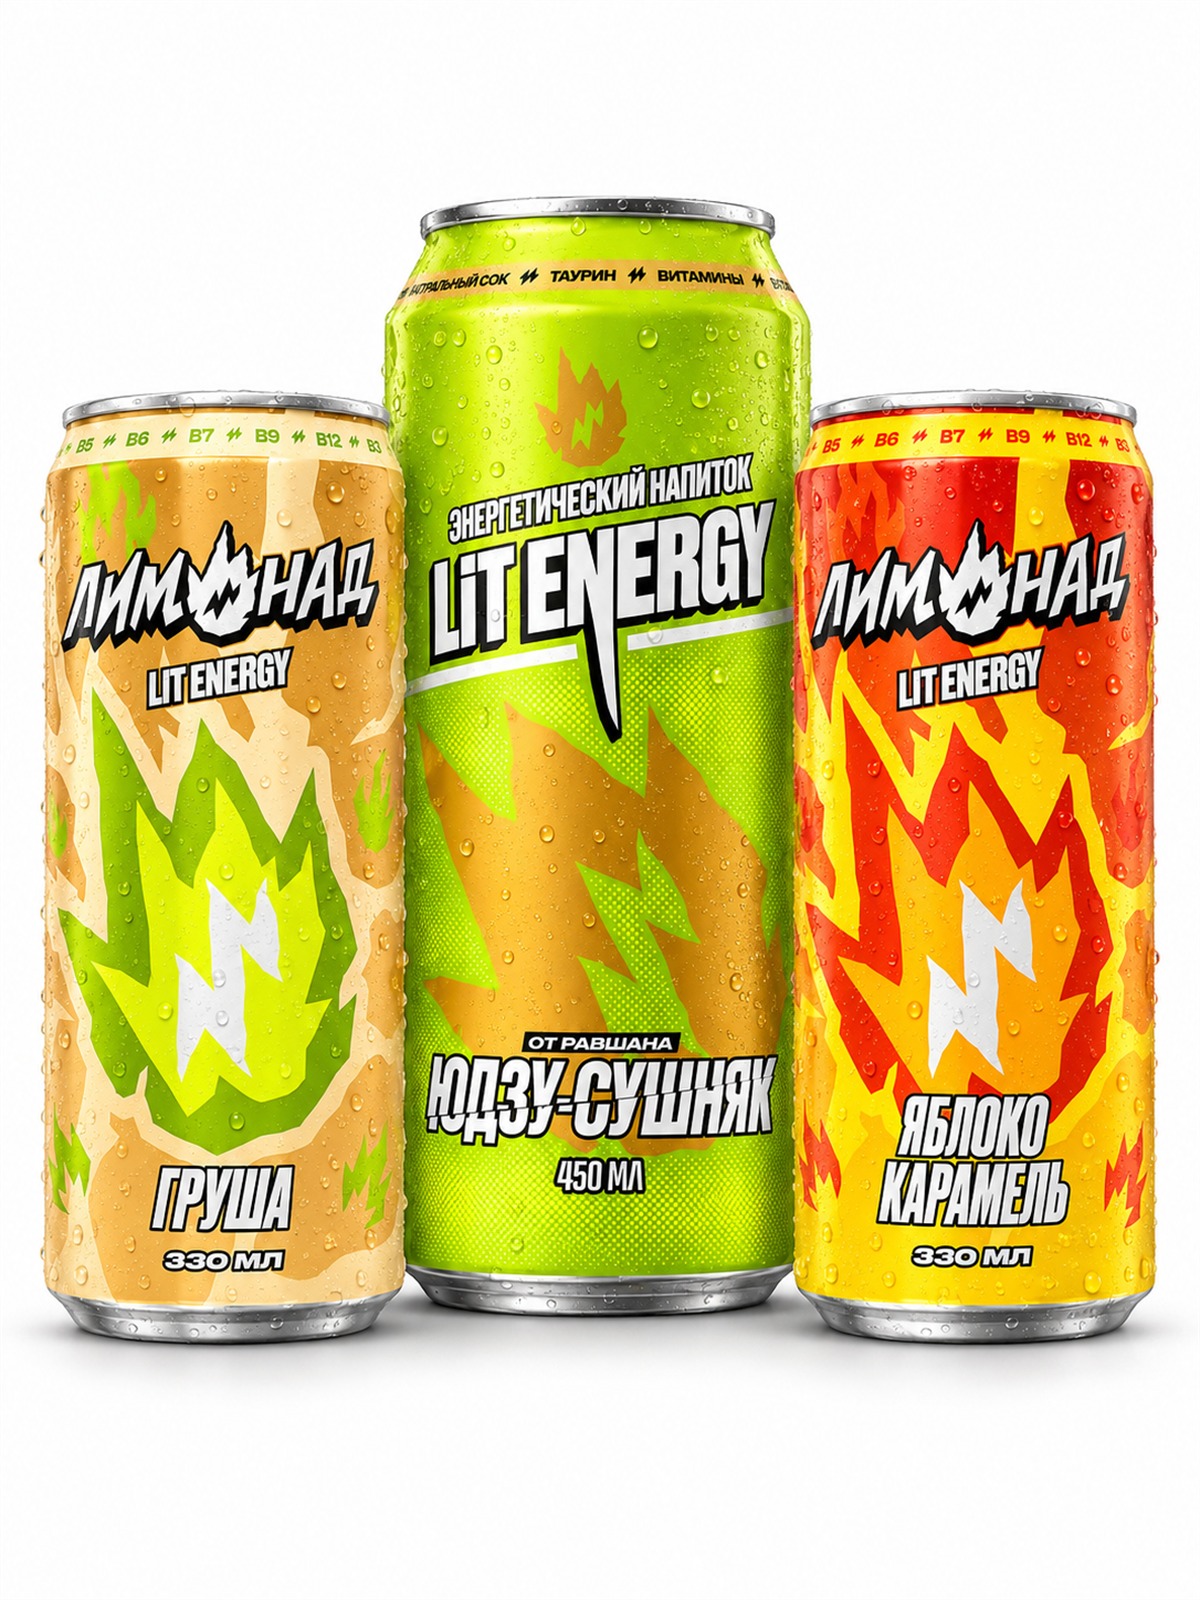 B5 B6 B7 B9 B12 B3
ЛИМОНАД
LIT ENERGY
ГРУША
330 МЛ
НАТУРАЛЬНЫЙ СОК ТАУРИН ВИТАМИНЫ
ЭНЕРГЕТИЧЕСКИЙ НАПИТОК
LiT ENERGY
ОТ РАВШАНА
ЮДЗУ-СУШНЯК
450 МЛ
B5 B6 B7 B9 B12 B3
ЛИМОНАД
LIT ENERGY
ЯБЛОКО
КАРАМЕЛЬ
330 МЛ